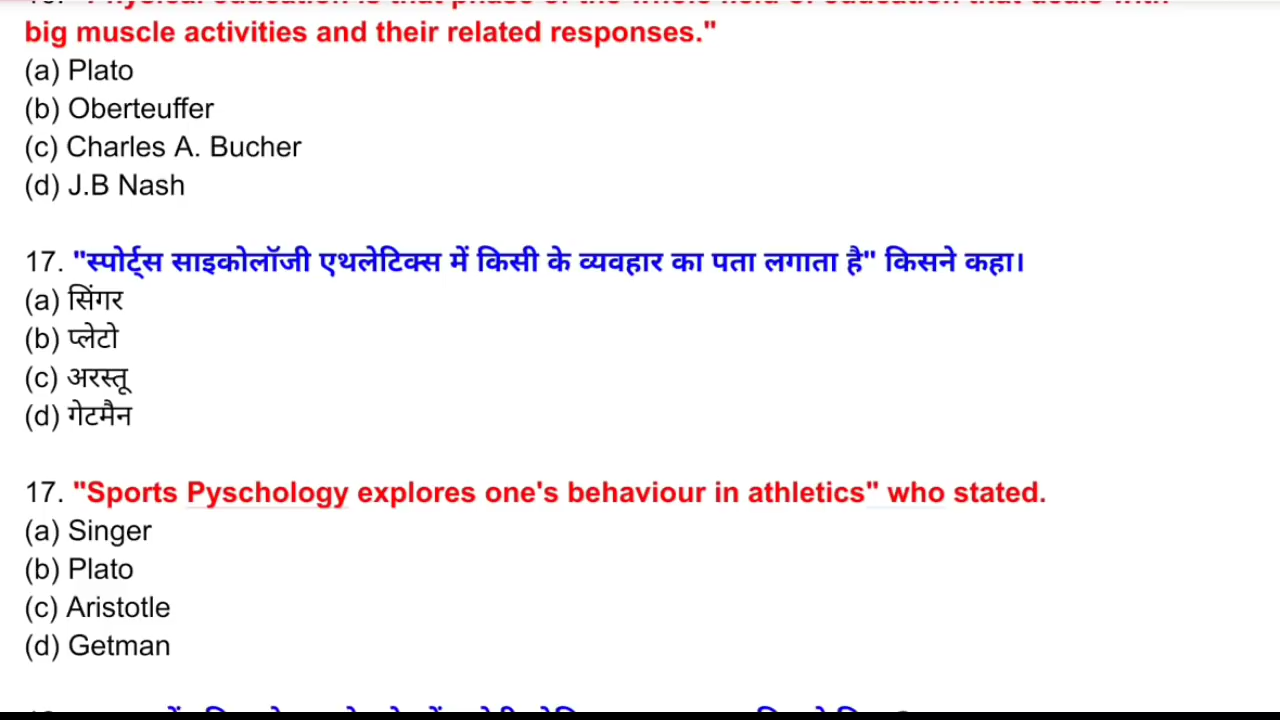 big muscle activities and their related responses."
(a) Plato
(b) Oberteuffer
(c) Charles A. Bucher
(d) J.B Nash
17. "स्पोर्ट्स साइकोलॉजी एथलेटिक्स में किसी के व्यवहार का पता लगाता है" किसने कहा।
(a) सिंगर
(b) प्लेटो
(c) अरस्तू
(d) गेटमैन
17. "Sports Pyschology explores one's behaviour in athletics" who stated.
(a) Singer
(b) Plato
(c) Aristotle
(d) Getman